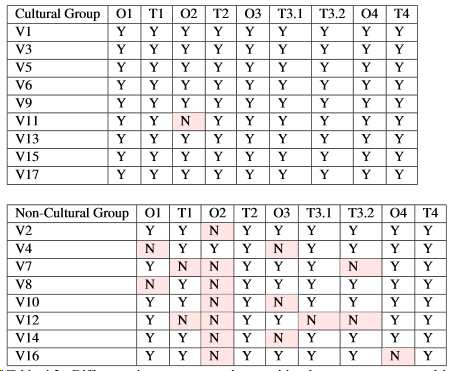 Cultural Group O1 T1 O2 T2 O3 T3.1 T3.2 O4 T4
V1 Y Y Y Y Y Y Y Y Y
V3 Y Y Y Y Y Y Y Y Y
V5 Y Y Y Y Y Y Y Y Y
V6 Y Y Y Y Y Y Y Y Y
V9 Y Y Y Y Y Y Y Y Y
V11 Y Y N Y Y Y Y Y Y
V13 Y Y Y Y Y Y Y Y Y
V15 Y Y Y Y Y Y Y Y Y
V17 Y Y Y Y Y Y Y Y Y
Non-Cultural Group O1 T1 O2 T2 O3 T3.1 T3.2 O4 T4
V2 Y Y N Y Y Y Y Y Y
V4 N Y Y Y N Y Y Y Y
V7 Y N N Y Y Y N Y Y
V8 N Y N Y Y Y Y Y Y
V10 Y Y N Y N Y Y Y Y
V12 Y N N Y Y N N Y Y
V14 Y Y N Y N Y Y Y Y
V16 Y Y N Y Y Y Y N Y